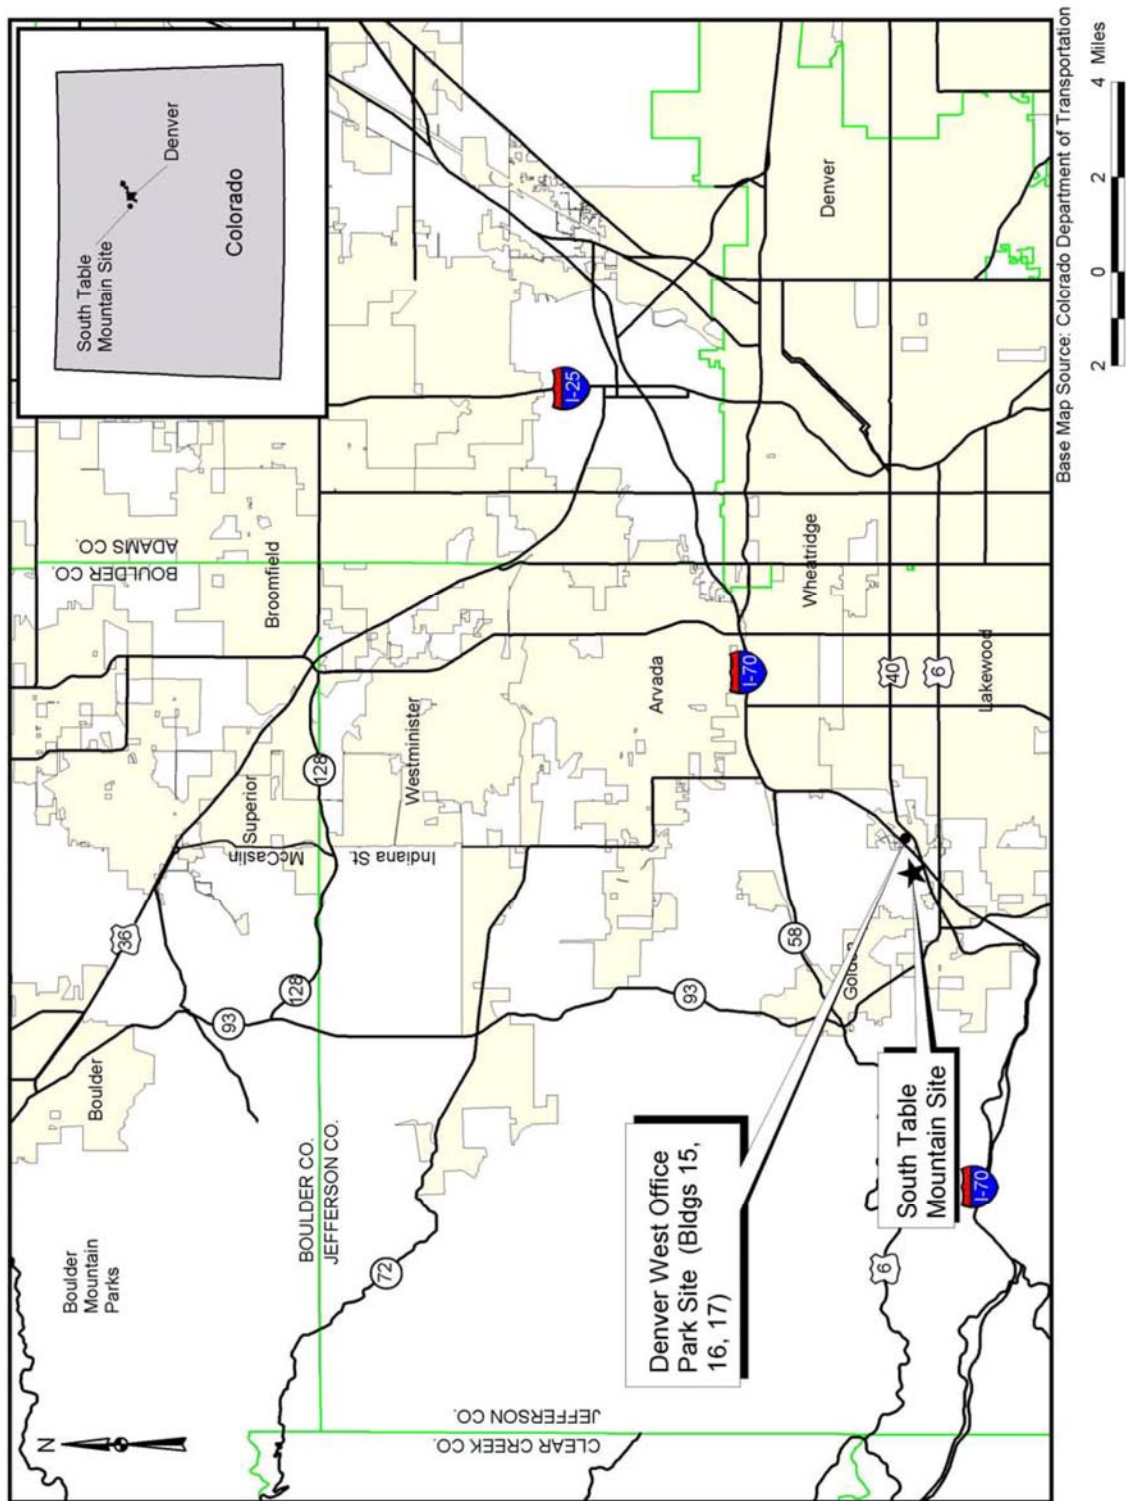 N
Boulder
Mountain
Parks
Boulder
36
93
128
McCaslin
Superior
128
Broomfield
BOULDER CO.
ADAMS CO.
South Table
Mountain Site
Denver
Colorado
BOULDER CO.
JEFFERSON CO.
72
Indiana St.
Westminister
I-25
CLEAR CREEK CO.
JEFFERSON CO.
Denver West Office
Park Site (Bldgs 15,
16, 17)
93
Arvada
I-70
58
Wheatridge
Denver
6
South Table
Mountain Site
40
6
I-70
Lakewood
Base Map Source: Colorado Department of Transportation
2 0 2 4 Miles